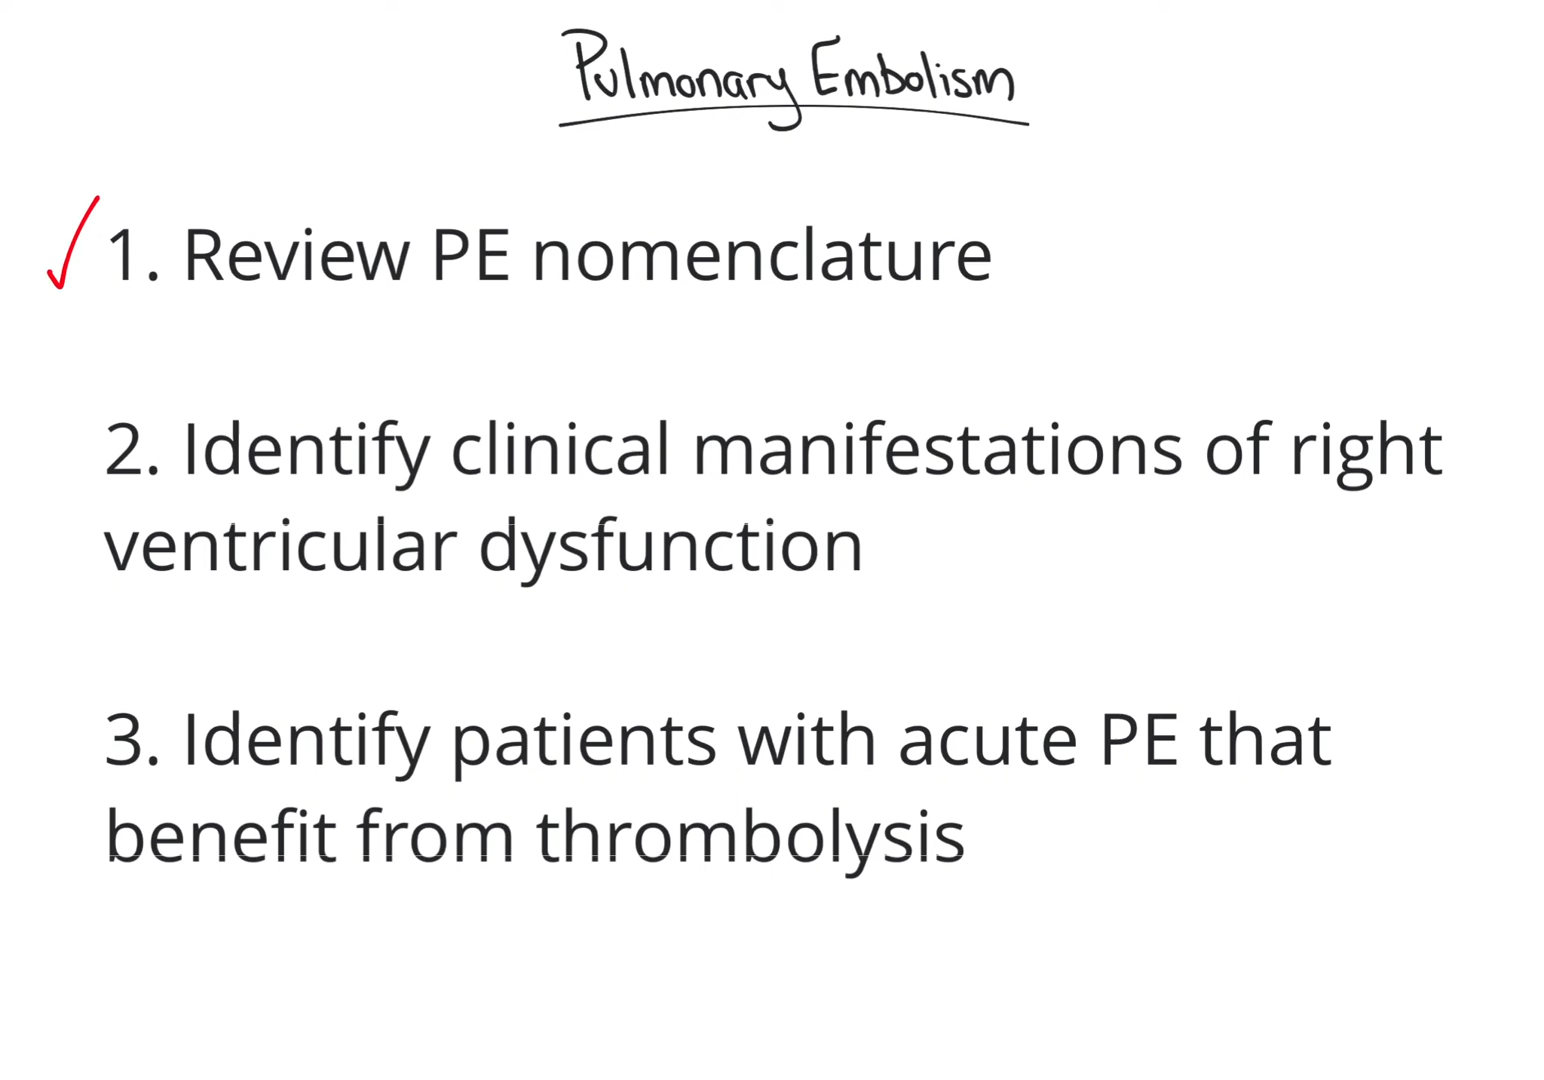 Pulmonary Embolism
1. Review PE nomenclature
2. Identify clinical manifestations of right
ventricular dysfunction
3. Identify patients with acute PE that
benefit from thrombolysis